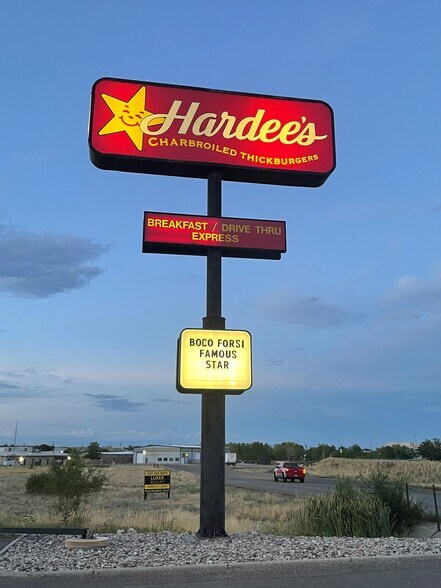 Hardee's
CHARBROILED THICKBURGERS
BREAKFAST / DRIVE THRU
EXPRESS
BOCO FORSI
FAMOUS
STAR